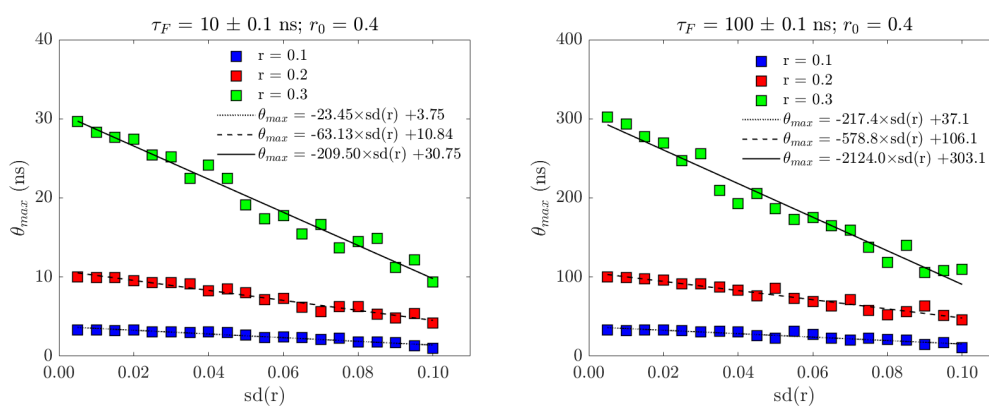 τ_F = 10 ± 0.1 ns; r_0 = 0.4
40
30
20
10
0
θ_max (ns)
r = 0.1
r = 0.2
r = 0.3
θ_max = -23.45×sd(r) +3.75
θ_max = -63.13×sd(r) +10.84
θ_max = -209.50×sd(r) +30.75
0.00 0.02 0.04 0.06 0.08 0.10
sd(r)
τ_F = 100 ± 0.1 ns; r_0 = 0.4
400
300
200
100
0
θ_max (ns)
r = 0.1
r = 0.2
r = 0.3
θ_max = -217.4×sd(r) +37.1
θ_max = -578.8×sd(r) +106.1
θ_max = -2124.0×sd(r) +303.1
0.00 0.02 0.04 0.06 0.08 0.10
sd(r)